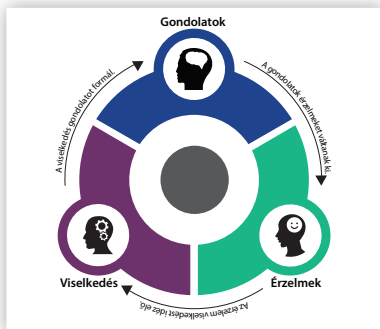 Gondolatok
A gondolatok érzelmeket váltanak ki.
Érzelmek
Az érzelem viselkedést idéz elő.
Viselkedés
A viselkedés gondolatot formál.